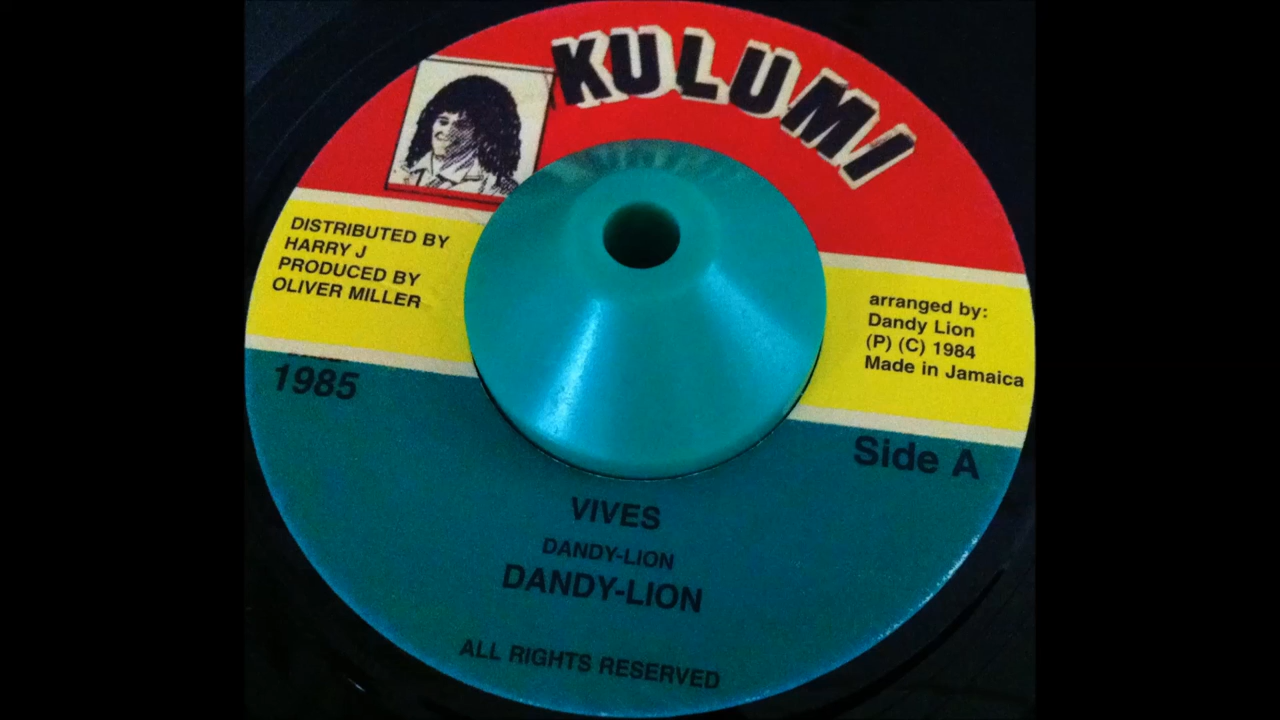 KULUMI
DISTRIBUTED BY
HARRY J
PRODUCED BY
OLIVER MILLER
arranged by:
Dandy Lion
(P) (C) 1984
Made in Jamaica
1985
Side A
VIVES
DANDY-LION
DANDY-LION
ALL RIGHTS RESERVED